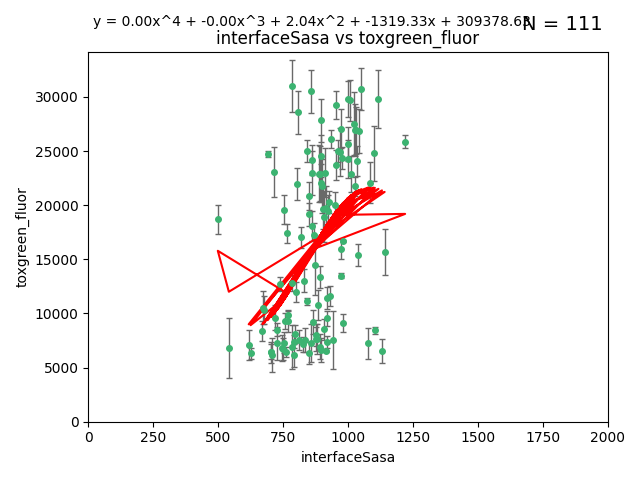 y = 0.00x^4 + -0.00x^3 + 2.04x^2 + -1319.33x + 309378.63
N = 111
interfaceSasa vs toxgreen_fluor
30000
25000
20000
15000
10000
5000
0
toxgreen_fluor
0 250 500 750 1000 1250 1500 1750 2000
interfaceSasa